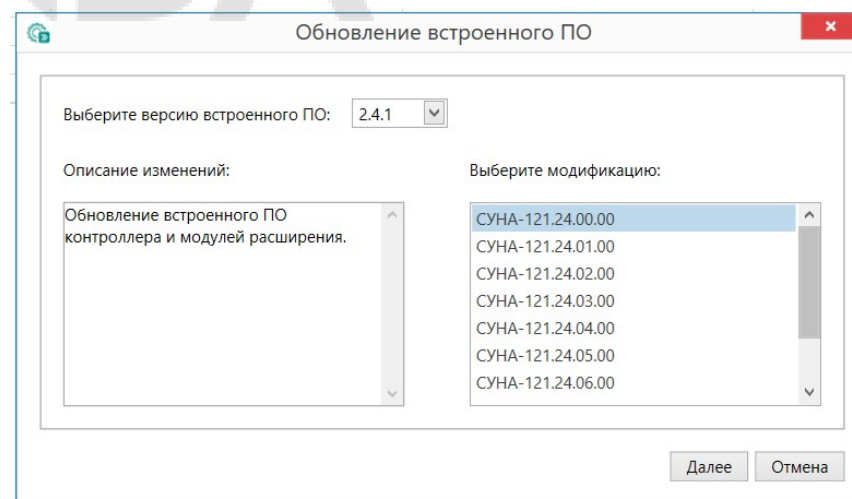 Обновление встроенного ПО
Выберите версию встроенного ПО: 2.4.1
Описание изменений:
Обновление встроенного ПО
контроллера и модулей расширения.
Выберите модификацию:
СУНА-121.24.00.00
СУНА-121.24.01.00
СУНА-121.24.02.00
СУНА-121.24.03.00
СУНА-121.24.04.00
СУНА-121.24.05.00
СУНА-121.24.06.00
Далее Отмена